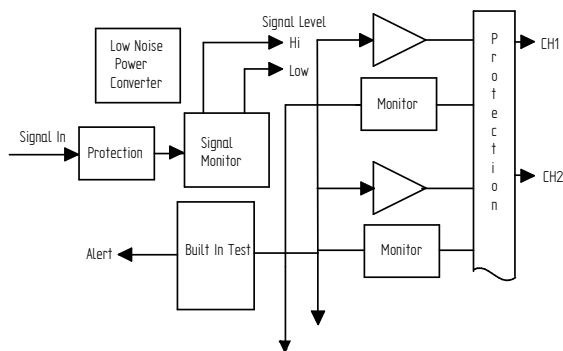 Signal Level
Hi
Low
Low Noise
Power
Converter
Signal In
Protection
Signal
Monitor
Alert
Built In Test
Monitor
Monitor
Protection
CH1
CH2